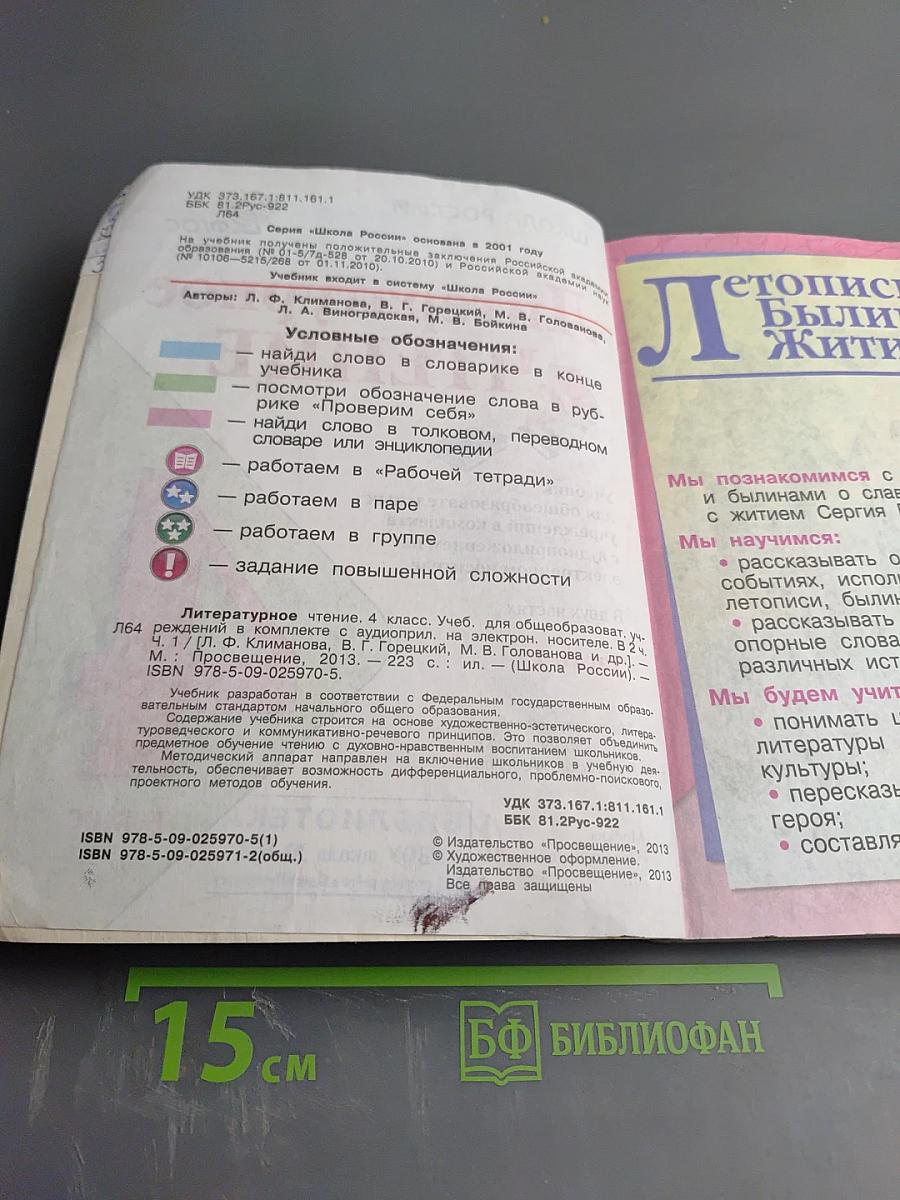 УДК 373.167.1:811.161.1
ББК 81.2Рус-922
Л64
Серия «Школа России» основана в 2001 году
На учебник получены положительные заключения Российской академии
образования (№ 01-5/7д-528 от 20.10.2010) и Российской академии наук
(№ 10106—5215/268 от 01.11.2010).
Учебник входит в систему «Школа России»
Авторы: Л. Ф. Климанова, В. Г. Горецкий, М. В. Голованова,
Л. А. Виноградская, М. В. Бойкина
Условные обозначения:
— найди слово в словарике в конце
учебника
— посмотри обозначение слова в руб-
рике «Проверим себя»
— найди слово в толковом, переводном
словаре или энциклопедии
— работаем в «Рабочей тетради»
— работаем в паре
— работаем в группе
— задание повышенной сложности
Литературное чтение. 4 класс. Учеб. для общеобразоват. уч-
Л64 реждений в комплекте с аудиоприл. на электрон. носителе. В 2 ч.
Ч. 1 / [Л. Ф. Климанова, В. Г. Горецкий, М. В. Голованова и др.]. —
М. : Просвещение, 2013. — 223 с. : ил. — (Школа России). —
ISBN 978-5-09-025970-5.
Учебник разработан в соответствии с Федеральным государственным образо-
вательным стандартом начального общего образования.
Содержание учебника строится на основе художественно-эстетического, литера-
туроведческого и коммуникативно-речевого принципов. Это позволяет объединить
предметное обучение чтению с духовно-нравственным воспитанием школьников.
Методический аппарат направлен на включение школьников в учебную дея-
тельность, обеспечивает возможность дифференциального, проблемно-поискового,
проектного методов обучения.
УДК 373.167.1:811.161.1
ББК 81.2Рус-922
ISBN 978-5-09-025970-5(1)
ISBN 978-5-09-025971-2(общ.)
© Издательство «Просвещение», 2013
© Художественное оформление.
Издательство «Просвещение», 2013
Все права защищены
Летопис
Были
Жити
Мы познакомимся с
и былинами о сла
с житием Сергия
Мы научимся:
• рассказывать о
событиях, испол
летописи, былин
• рассказывать
опорные слова
различных ист
Мы будем учит
• понимать ц
литературы
культуры;
• пересказы
героя;
• составля
15 см
БФ БИБЛИОФАН